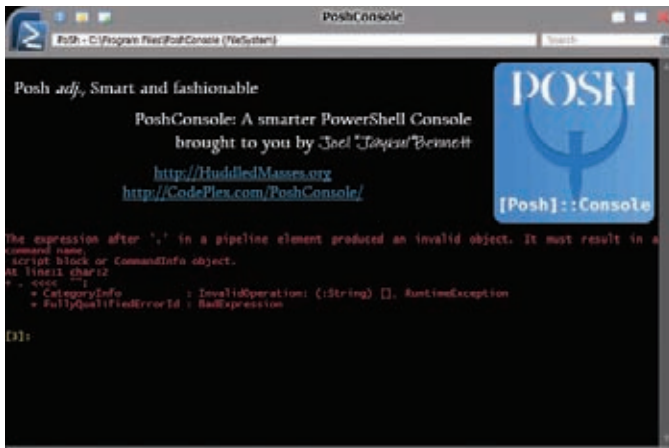 PoshConsole
PoSh - C:\Program Files\PoshConsole (FileSystem)
Search
Posh adj., Smart and fashionable
PoshConsole: A smarter PowerShell Console
brought to you by Joel "Jaykul" Bennett
http://HuddledMasses.org
http://CodePlex.com/PoshConsole/
POSH
[Posh]::Console
The expression after '.' in a pipeline element produced an invalid object. It must result in a
command name,
script block or CommandInfo object.
At line:1 char:2
+ . <<<< "";
+ CategoryInfo : InvalidOperation: (:String) [], RuntimeException
+ FullyQualifiedErrorId : BadExpression
[3]: